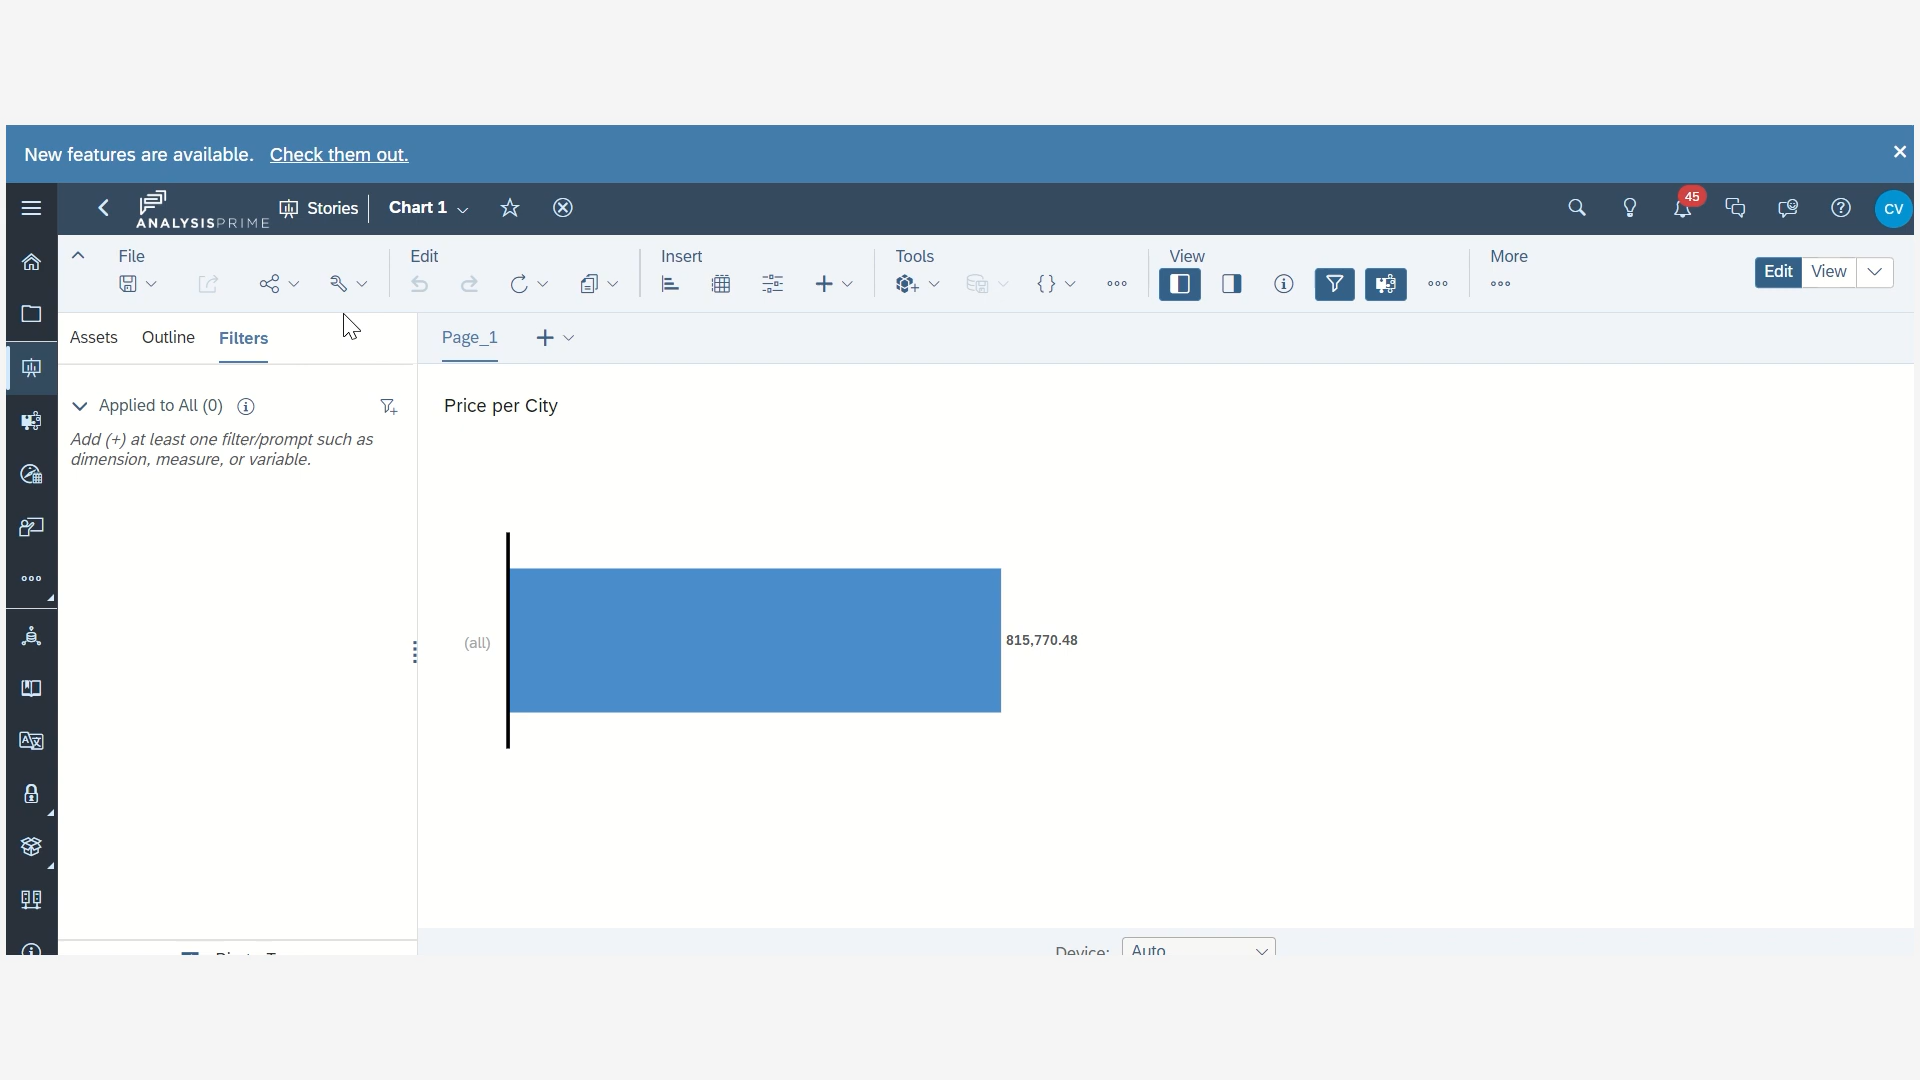 New features are available. Check them out.
ANALYSISPRIME
Stories
Chart 1
45
CV
File
Edit
Insert
Tools
View
More
Edit
View
Assets
Outline
Filters
Page_1
Applied to All (0)
Add (+) at least one filter/prompt such as
dimension, measure, or variable.
Price per City
(all)
815,770.48
Device:
Auto